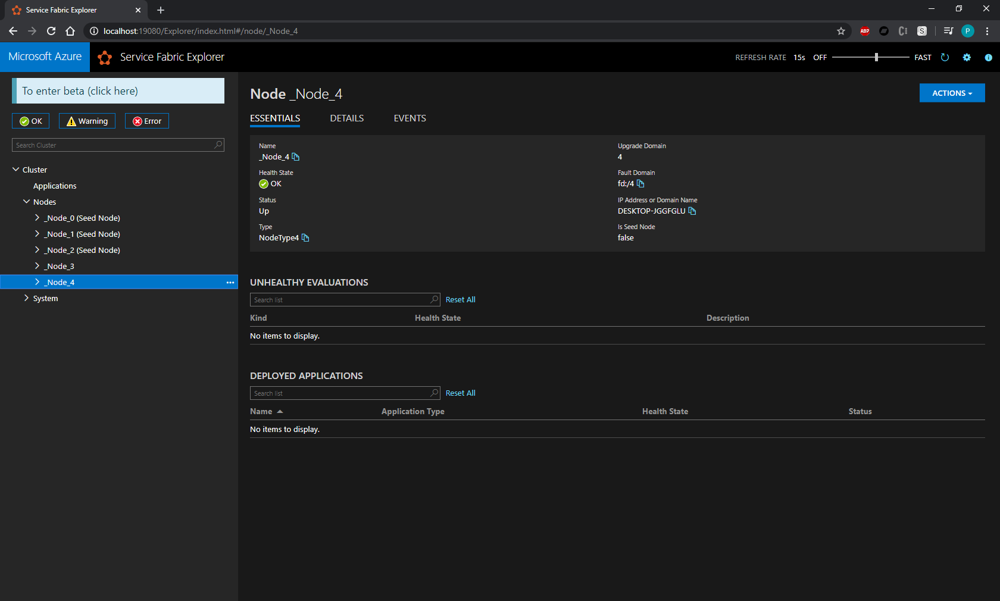 Service Fabric Explorer
localhost:19080/Explorer/index.html#/node/_Node_4
ABP
S
P
Microsoft Azure
Service Fabric Explorer
REFRESH RATE 15s OFF FAST
To enter beta (click here)
OK Warning Error
Search Cluster
Cluster
Applications
Nodes
_Node_0 (Seed Node)
_Node_1 (Seed Node)
_Node_2 (Seed Node)
_Node_3
_Node_4
System
Node _Node_4
ACTIONS
ESSENTIALS DETAILS EVENTS
Name
_Node_4
Health State
OK
Status
Up
Type
NodeType4
Upgrade Domain
4
Fault Domain
fd:/4
IP Address or Domain Name
DESKTOP-JGGFGLU
Is Seed Node
false
UNHEALTHY EVALUATIONS
Search list Reset All
Kind Health State Description
No items to display.
DEPLOYED APPLICATIONS
Search list Reset All
Name Application Type Health State Status
No items to display.